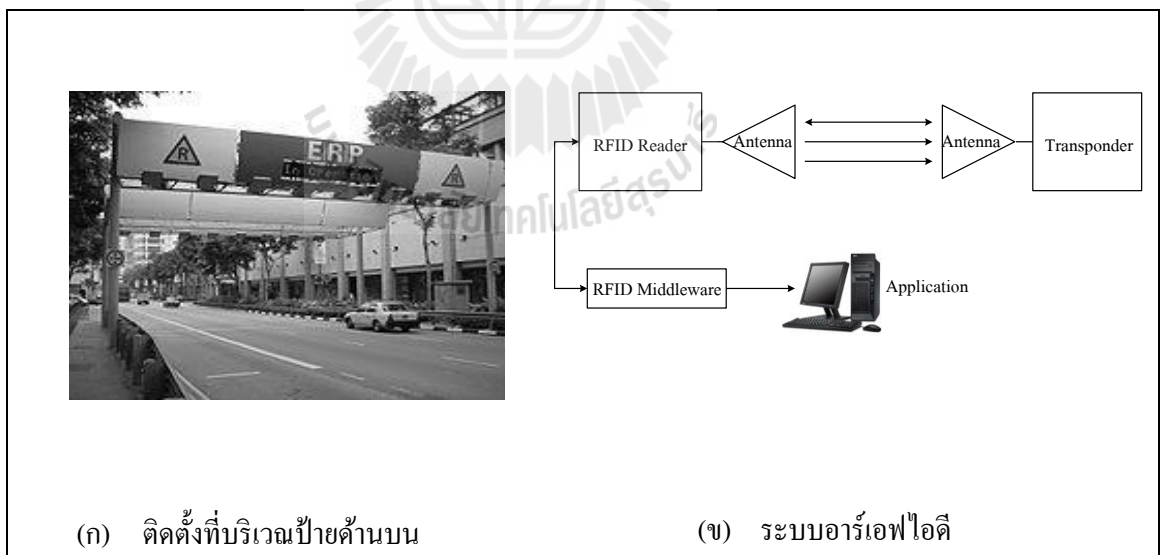 R
ERP
In Operation
R
RFID Reader
Antenna
Antenna
Transponder
RFID Middleware
Application
(ก) ติดตั้งที่บริเวณป้ายด้านบน
(ข) ระบบอาร์เอฟไอดี